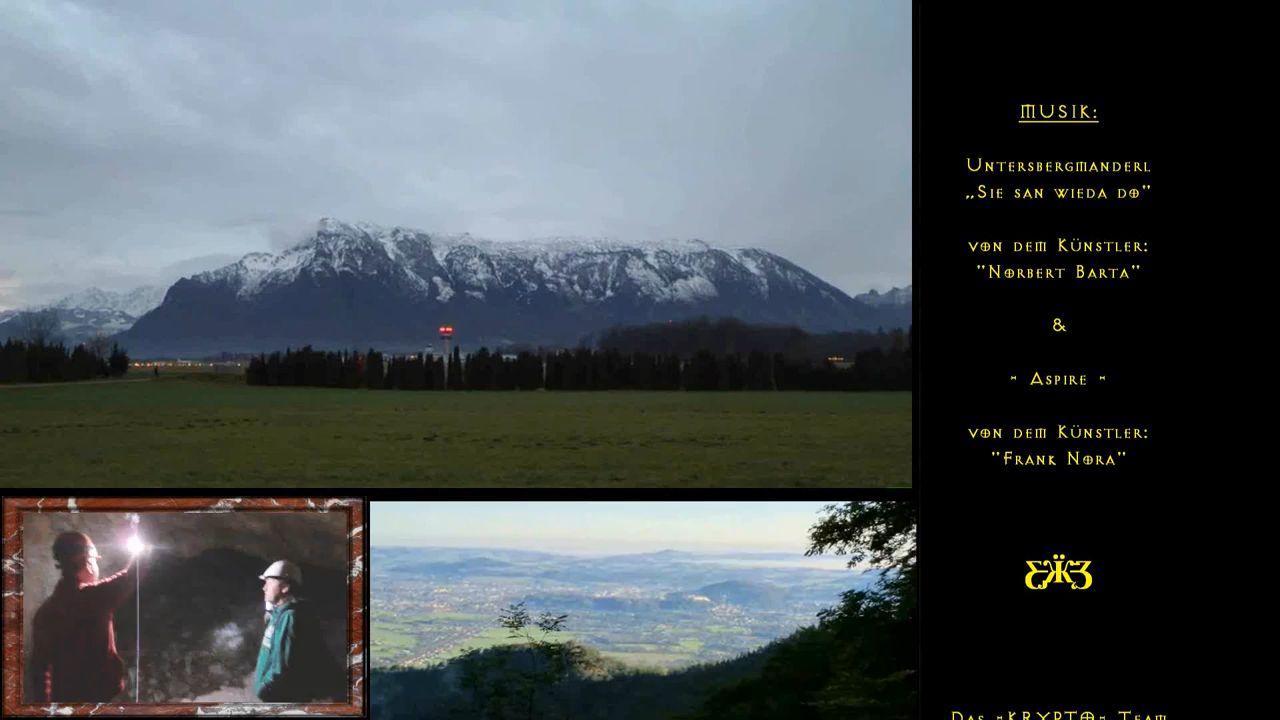 MUSIK:
UNTERSBERGMANDERL
„SIE SAN WIEDA DO"
VON DEM KÜNSTLER:
"NORBERT BARTA"
&
- ASPIRE -
VON DEM KÜNSTLER:
"FRANK NORA"
DAS -KRYPTO- TEAM